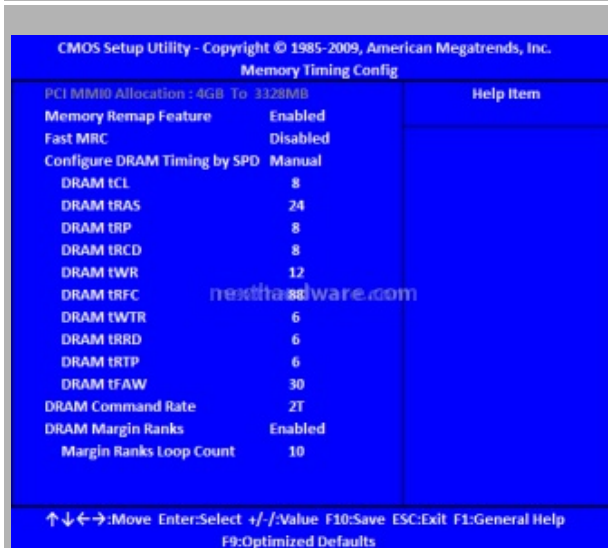 CMOS Setup Utility - Copyright © 1985-2009, American Megatrends, Inc.
Memory Timing Config
PCI MMI0 Allocation : 4GB To 3328MB
Help Item
Memory Remap Feature Enabled
Fast MRC Disabled
Configure DRAM Timing by SPD Manual
DRAM tCL 8
DRAM tRAS 24
DRAM tRP 8
DRAM tRCD 8
DRAM tWR 12
DRAM tRFC 88
nexthardware.com
DRAM tWTR 6
DRAM tRRD 6
DRAM tRTP 6
DRAM tFAW 30
DRAM Command Rate 2T
DRAM Margin Ranks Enabled
Margin Ranks Loop Count 10
↑↓←→:Move Enter:Select +/-/:Value F10:Save ESC:Exit F1:General Help
F9:Optimized Defaults